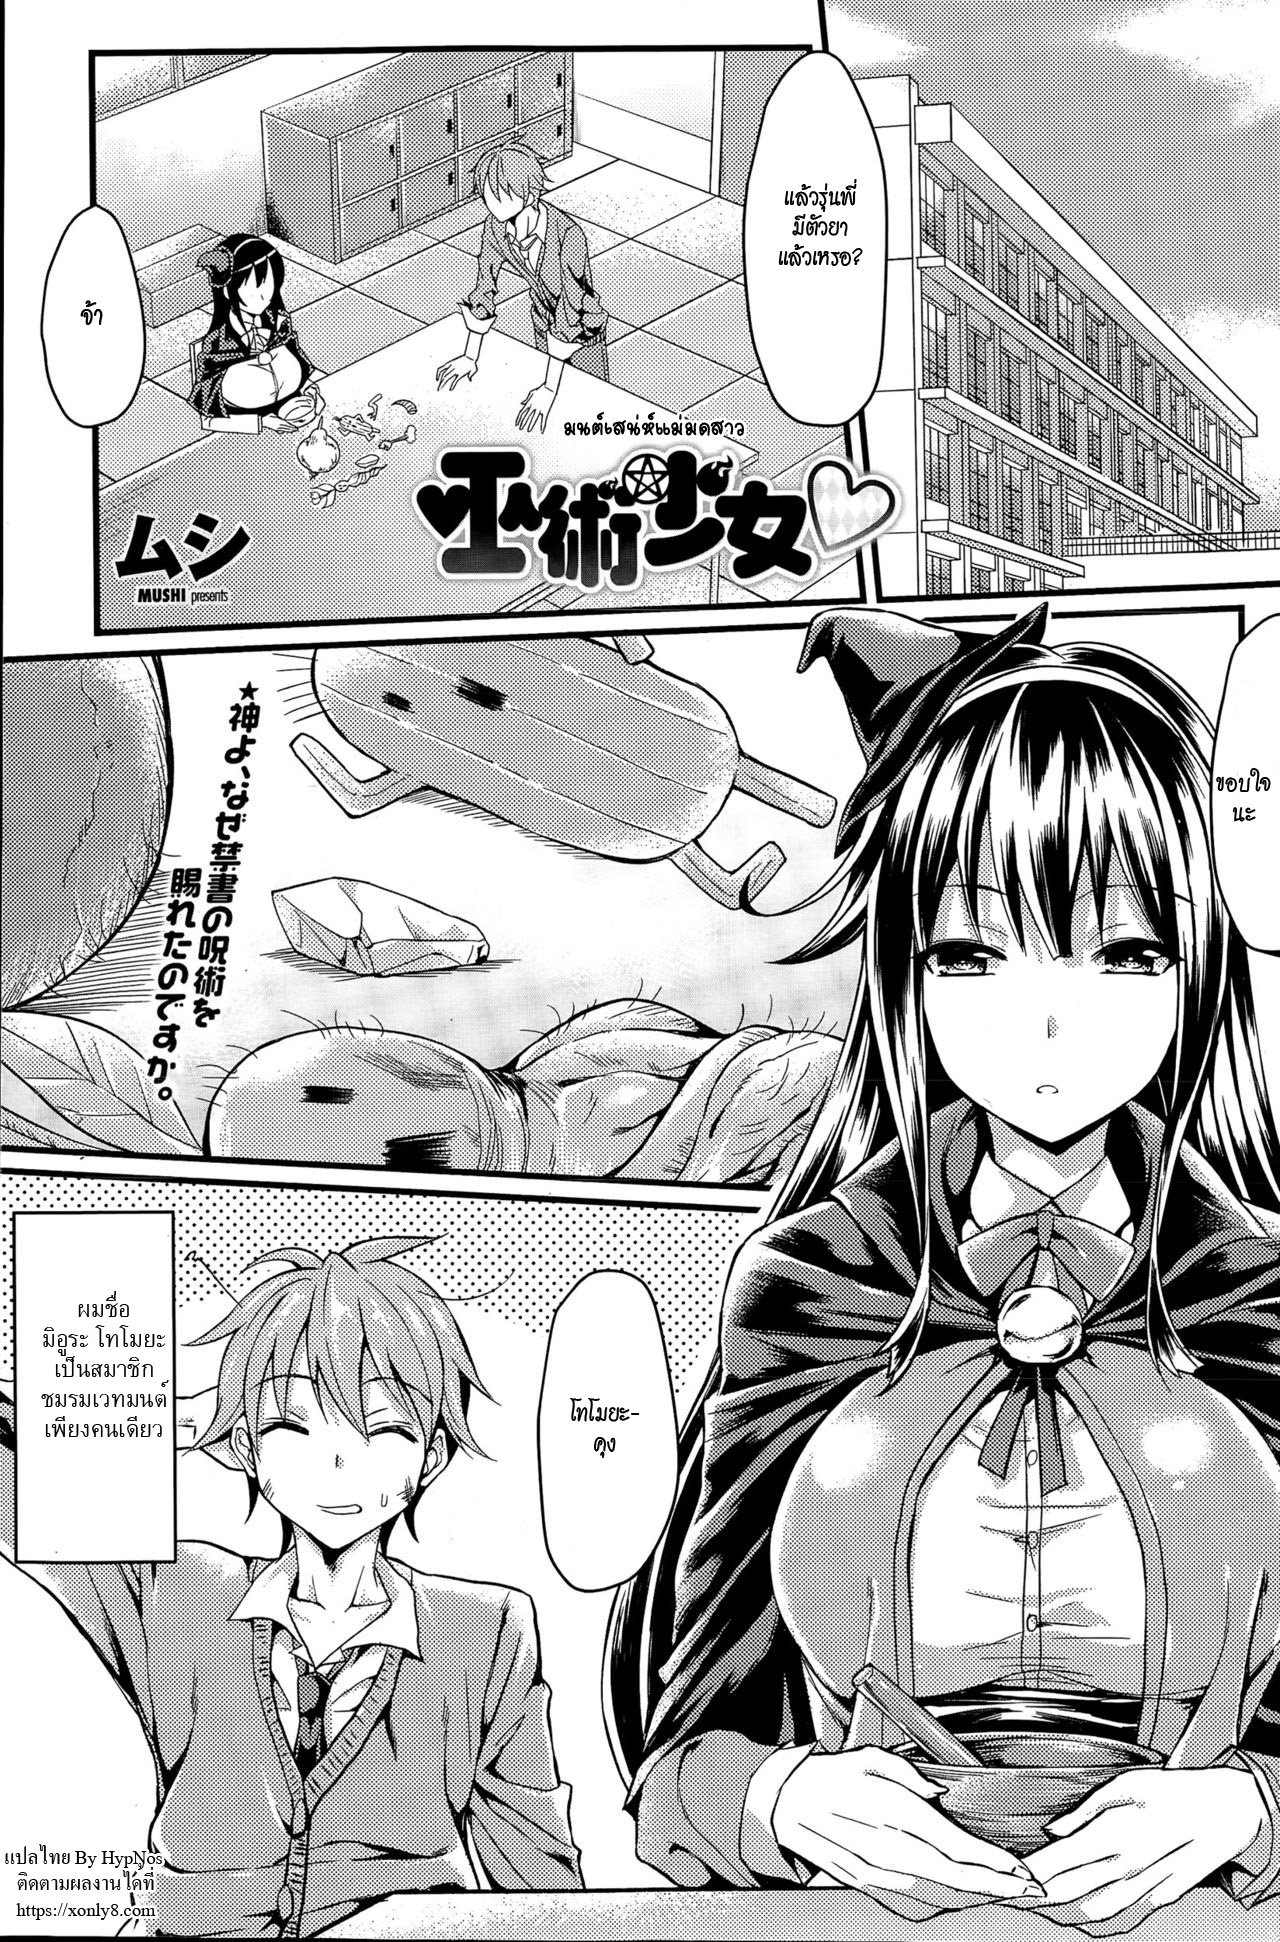 แล้วรุ่นพี่
มีตัวยา
แล้วเหรอ?
จ้า
มนต์เสน่ห์แม่มดสาว
巫術少女
ムシ
MUSHI presents
ขอบใจ
นะ
★神よ、なぜ禁書の呪術を
賜れたのですか。
โทโมยะ-
คุง
ผมชื่อ
มิอูระ โทโมยะ
เป็นสมาชิก
ชมรมเวทมนต์
เพียงคนเดียว
แปลไทย By HypNos
ติดตามผลงานได้ที่
https://xonly8.com